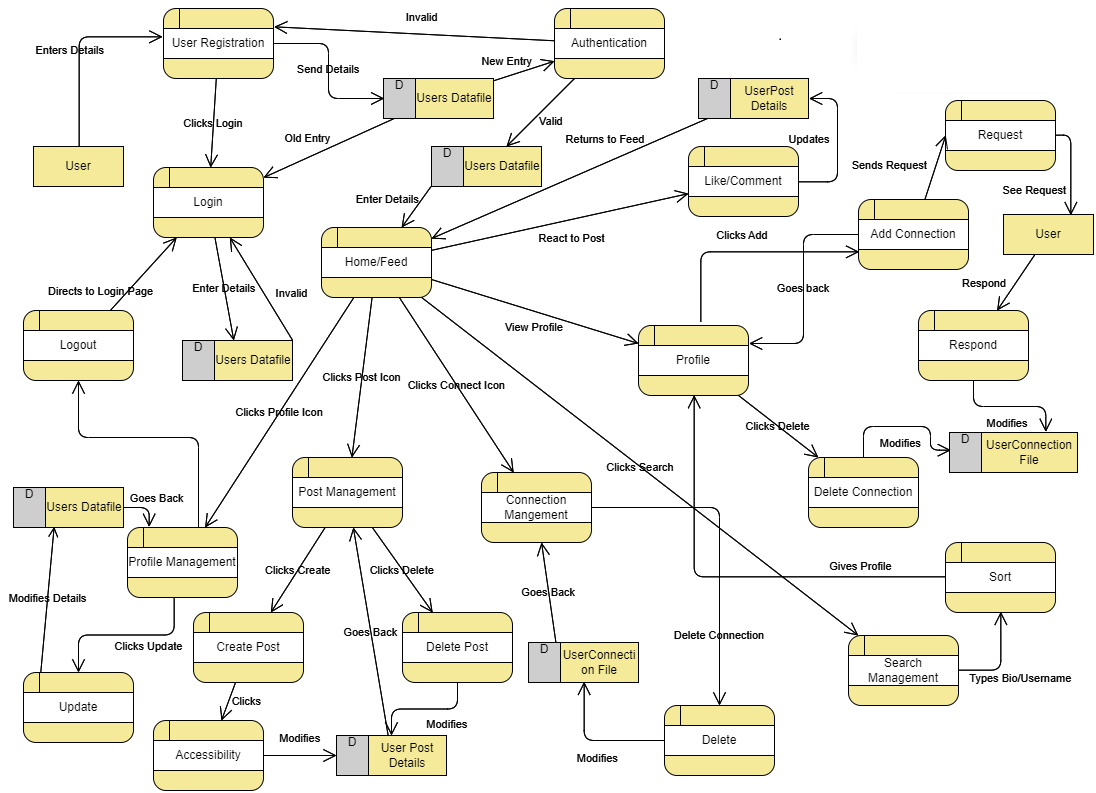 Invalid
User Registration
Authentication
Enters Details
Send Details
New Entry
D
Users Datafile
D
UserPost
Details
Clicks Login
Old Entry
Valid
Returns to Feed
Updates
Request
User
D
Users Datafile
Like/Comment
Sends Request
See Request
Login
Enter Details
React to Post
Clicks Add
Add Connection
User
Home/Feed
Directs to Login Page
Enter Details
Invalid
Goes back
Respond
Logout
D
Users Datafile
View Profile
Profile
Respond
Clicks Post Icon
Clicks Connect Icon
Clicks Profile Icon
Clicks Delete
Modifies
Modifies
D
UserConnection
File
Clicks Search
Post Management
Connection
Mangement
Delete Connection
D
Users Datafile
Goes Back
Profile Management
Clicks Create
Clicks Delete
Gives Profile
Sort
Modifies Details
Goes Back
Clicks Update
Create Post
Goes Back
Delete Post
Delete Connection
D
UserConnecti
on File
Search
Management
Types Bio/Username
Update
Clicks
Modifies
Accessibility
Modifies
D
User Post
Details
Modifies
Delete